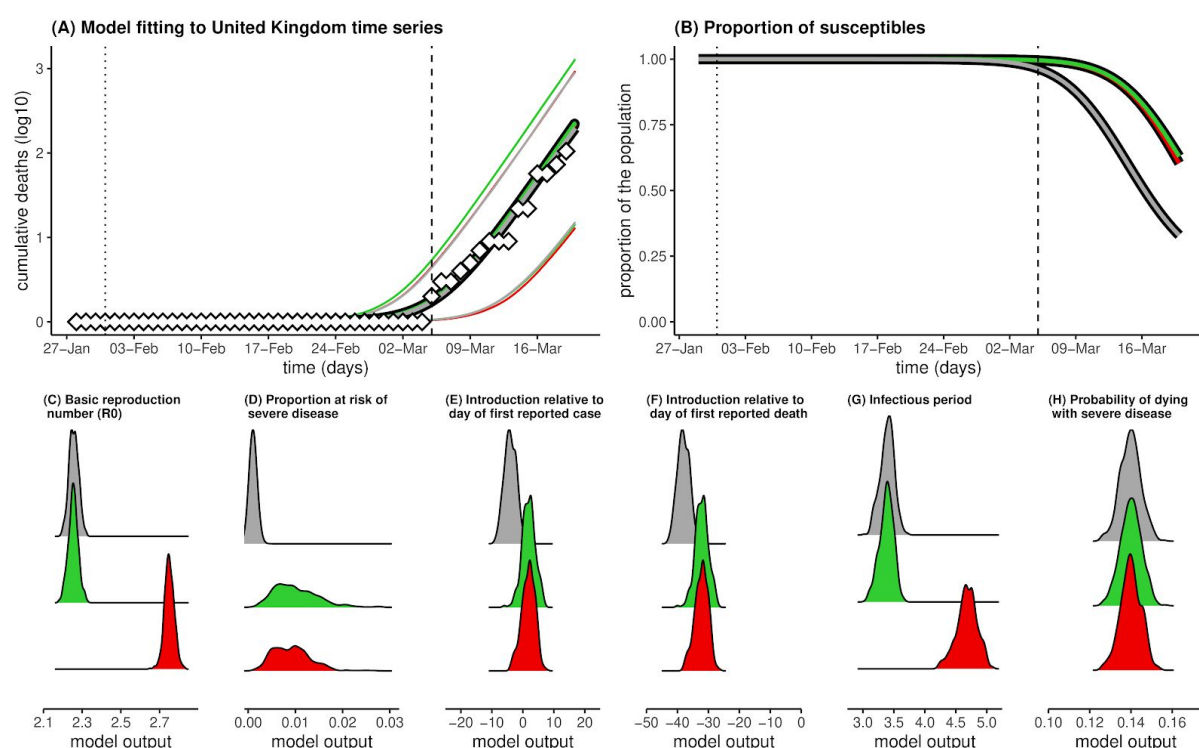 (A) Model fitting to United Kingdom time series
cumulative deaths (log10)
3
2
1
0
27−Jan 03−Feb 10−Feb 17−Feb 24−Feb 02−Mar 09−Mar 16−Mar
time (days)
(B) Proportion of susceptibles
proportion of the population
1.00
0.75
0.50
0.25
0.00
27−Jan 03−Feb 10−Feb 17−Feb 24−Feb 02−Mar 09−Mar 16−Mar
time (days)
(C) Basic reproduction
number (R0)
2.1 2.3 2.5 2.7
model output
(D) Proportion at risk of
severe disease
0.00 0.01 0.02 0.03
model output
(E) Introduction relative to
day of first reported case
−20 −10 0 10 20
model output
(F) Introduction relative to
day of first reported death
−50 −40 −30 −20 −10 0
model output
(G) Infectious period
3.0 3.5 4.0 4.5 5.0
model output
(H) Probability of dying
with severe disease
0.10 0.12 0.14 0.16
model output